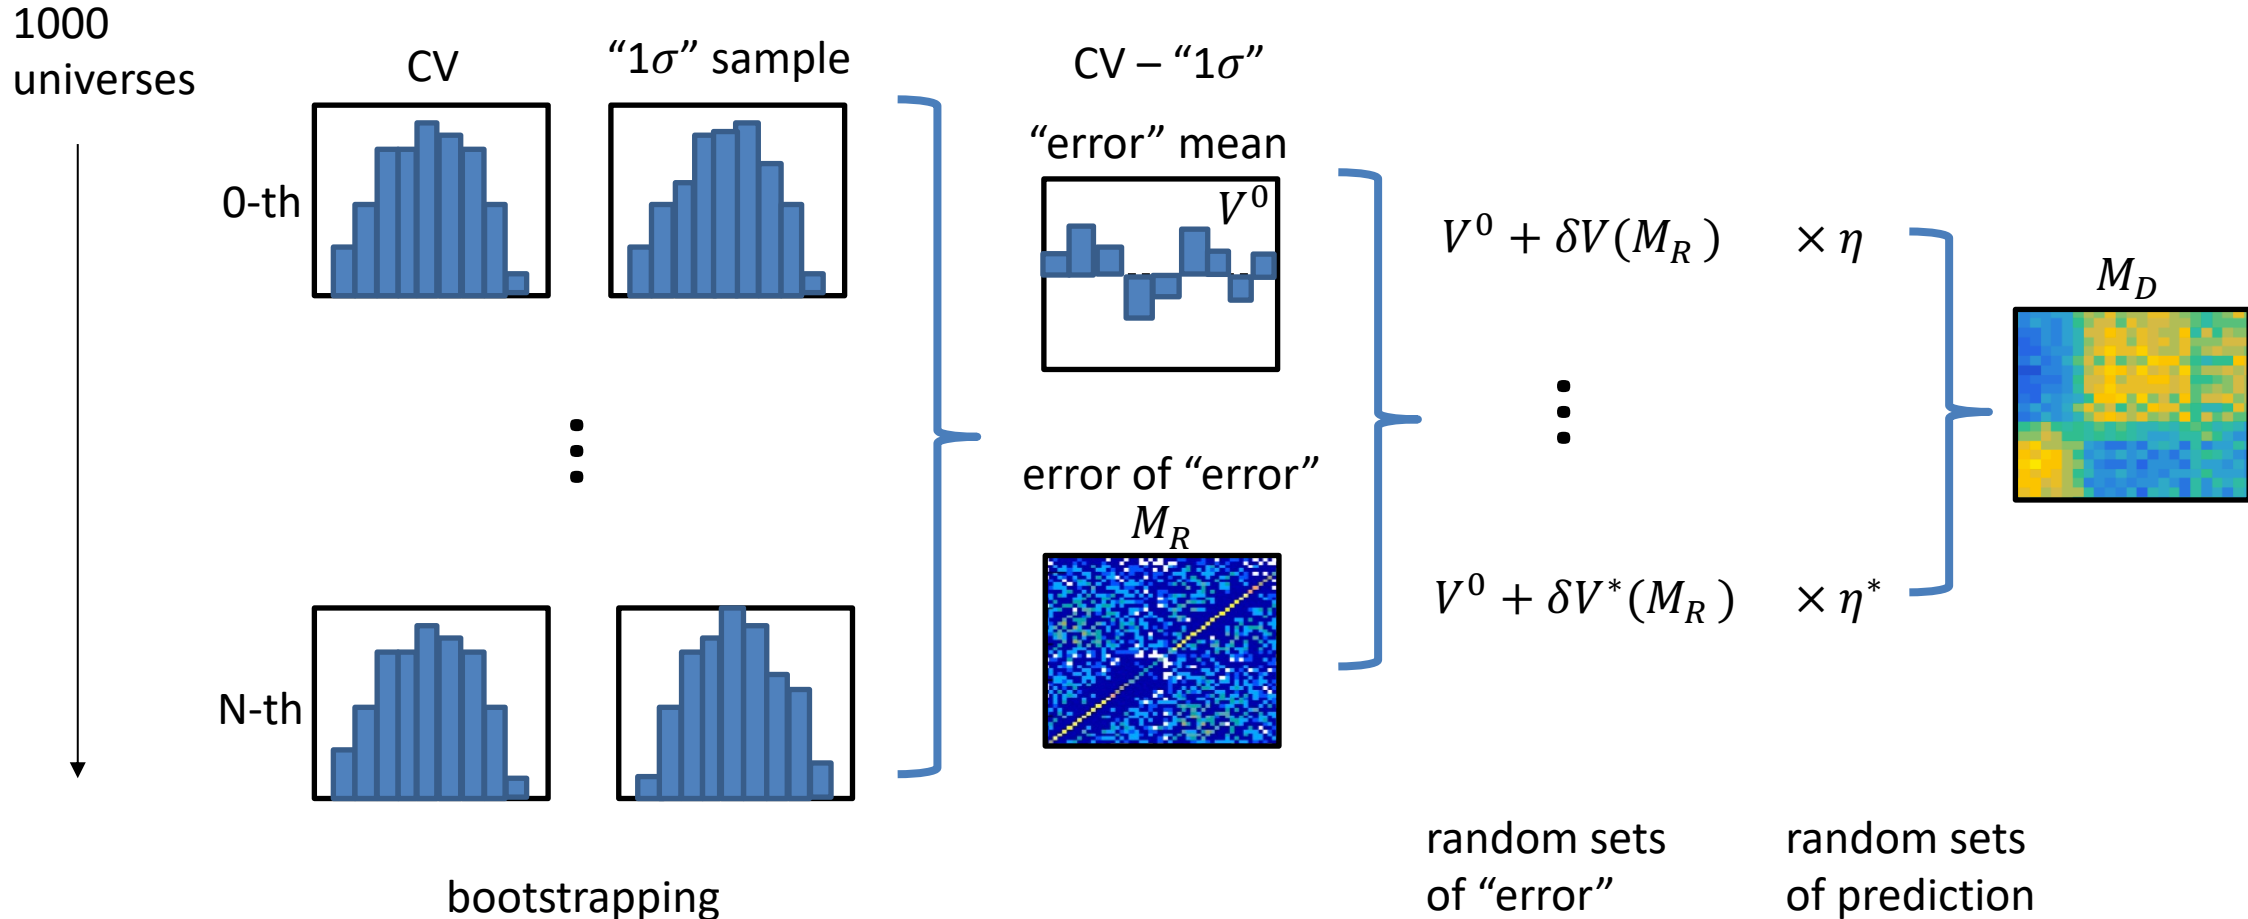 1000
universes
CV
“1σ” sample
CV – “1σ”
“error” mean
0-th
V⁰
V⁰ + δV(M_R) × η
M_D
error of “error”
M_R
V⁰ + δV*(M_R) × η*
N-th
random sets
of “error”
random sets
of prediction
bootstrapping